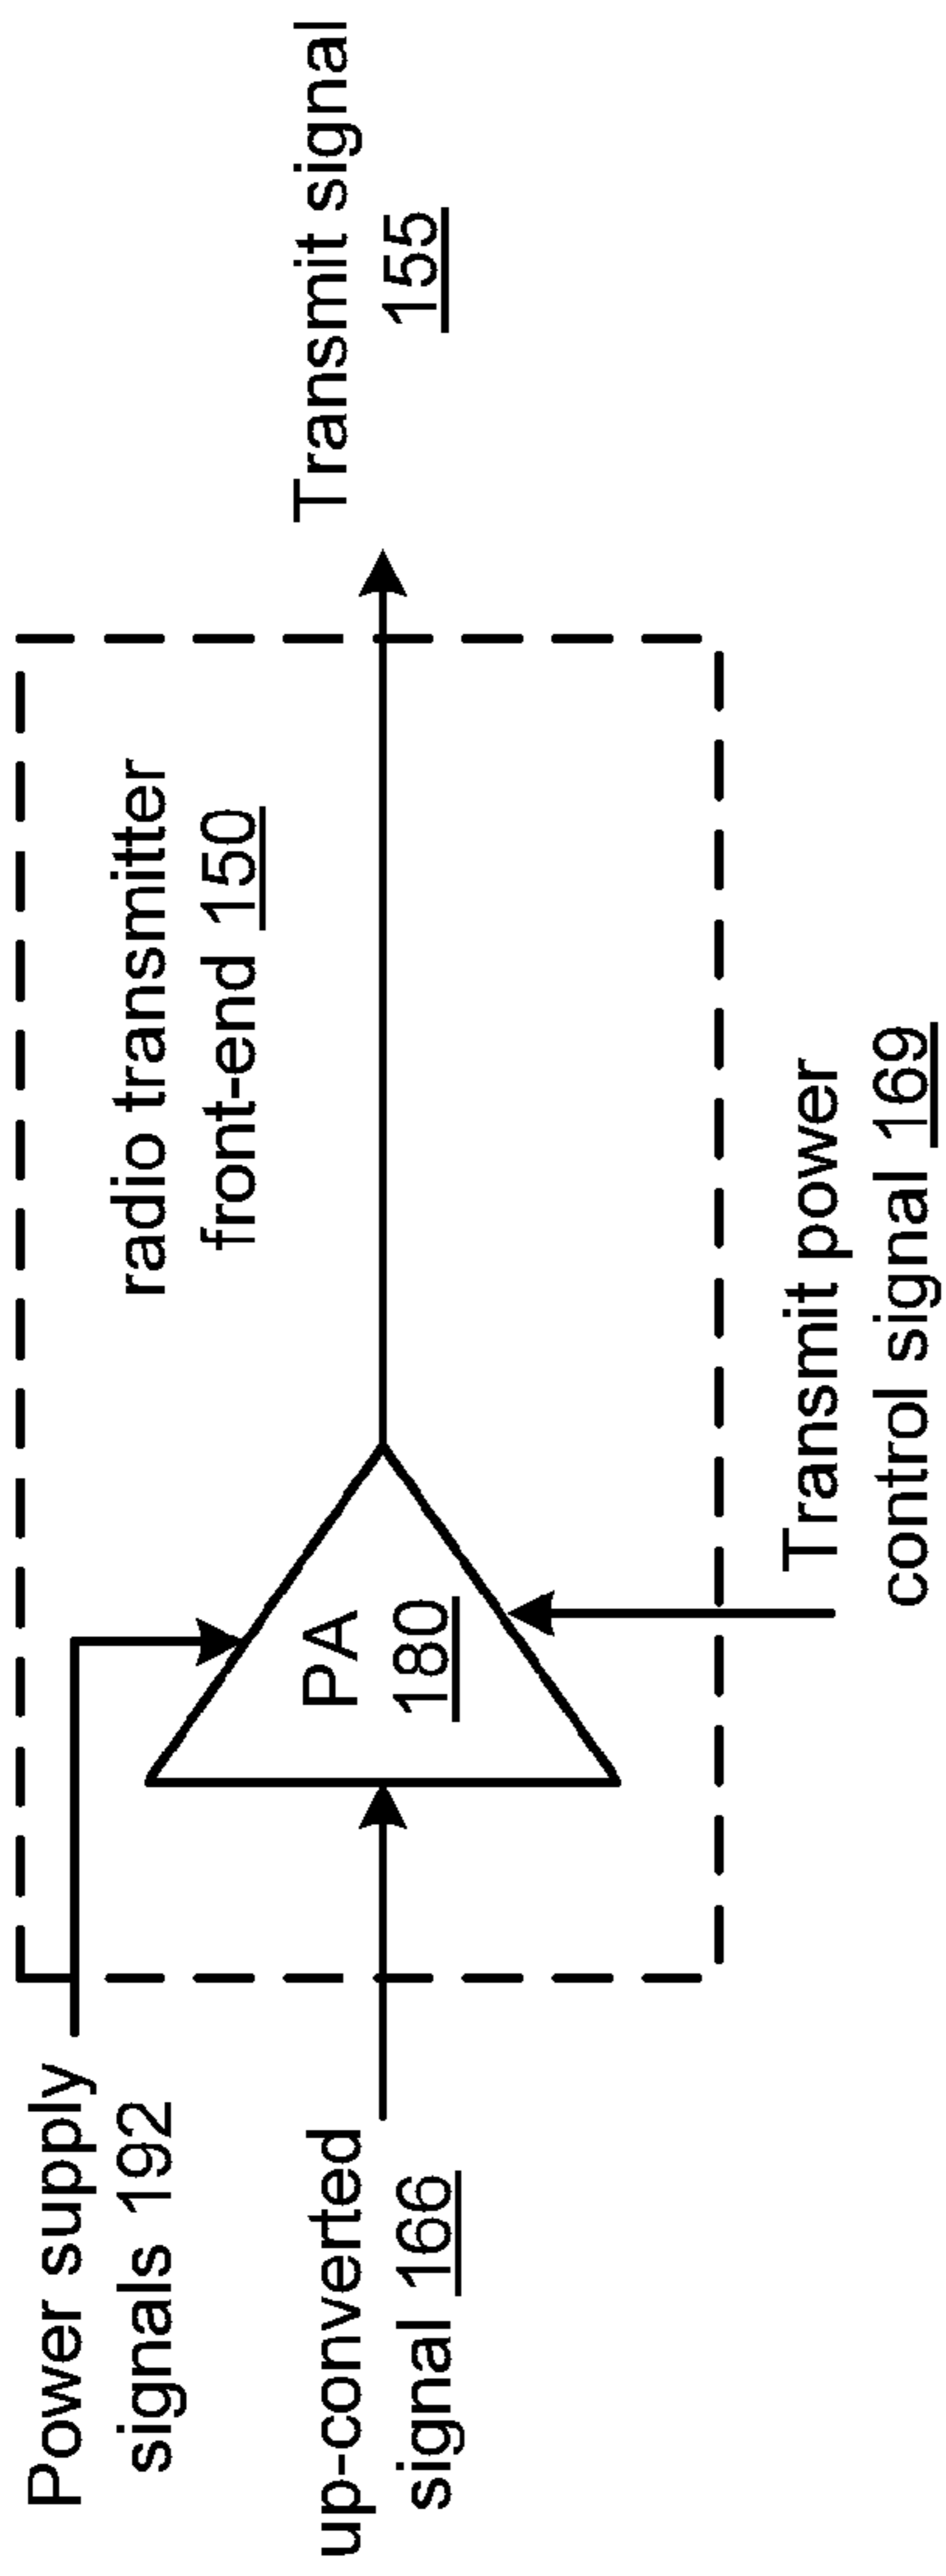 Power supply
signals 192
up-converted
signal 166
PA
180
radio transmitter
front-end 150
Transmit power
control signal 169
Transmit signal
155